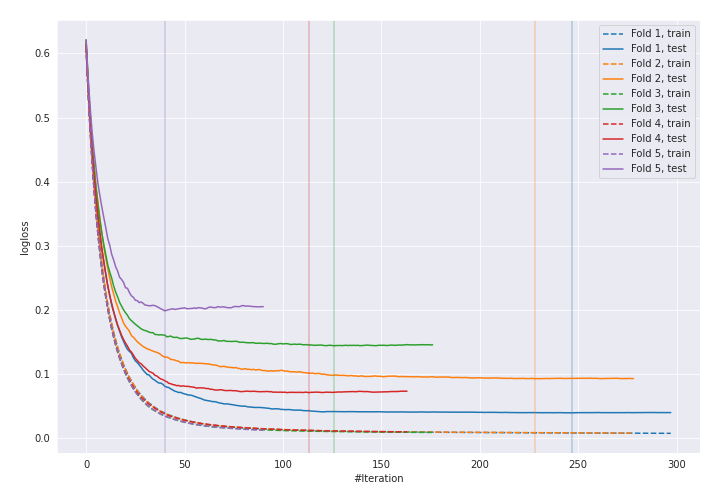 0.6
0.5
0.4
0.3
0.2
0.1
0.0
logloss
0
50
100
150
200
250
300
#Iteration
Fold 1, train
Fold 1, test
Fold 2, train
Fold 2, test
Fold 3, train
Fold 3, test
Fold 4, train
Fold 4, test
Fold 5, train
Fold 5, test